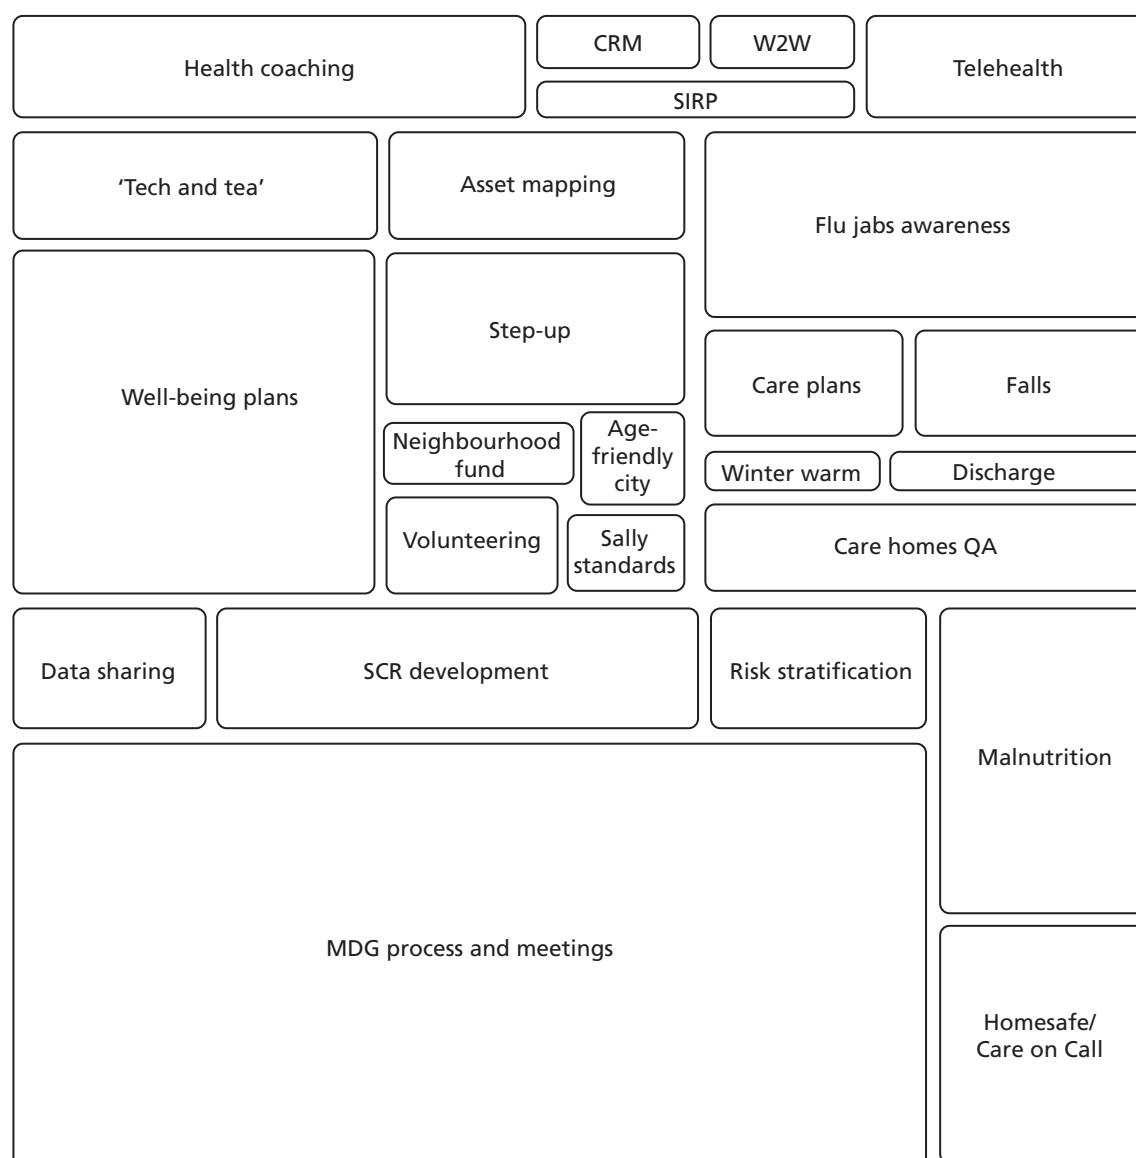 Health coaching
CRM
W2W
SIRP
Telehealth
‘Tech and tea’
Asset mapping
Flu jabs awareness
Well-being plans
Step-up
Care plans
Falls
Neighbourhood
fund
Age-
friendly
city
Winter warm
Discharge
Volunteering
Sally
standards
Care homes QA
Data sharing
SCR development
Risk stratification
Malnutrition
MDG process and meetings
Homesafe/
Care on Call